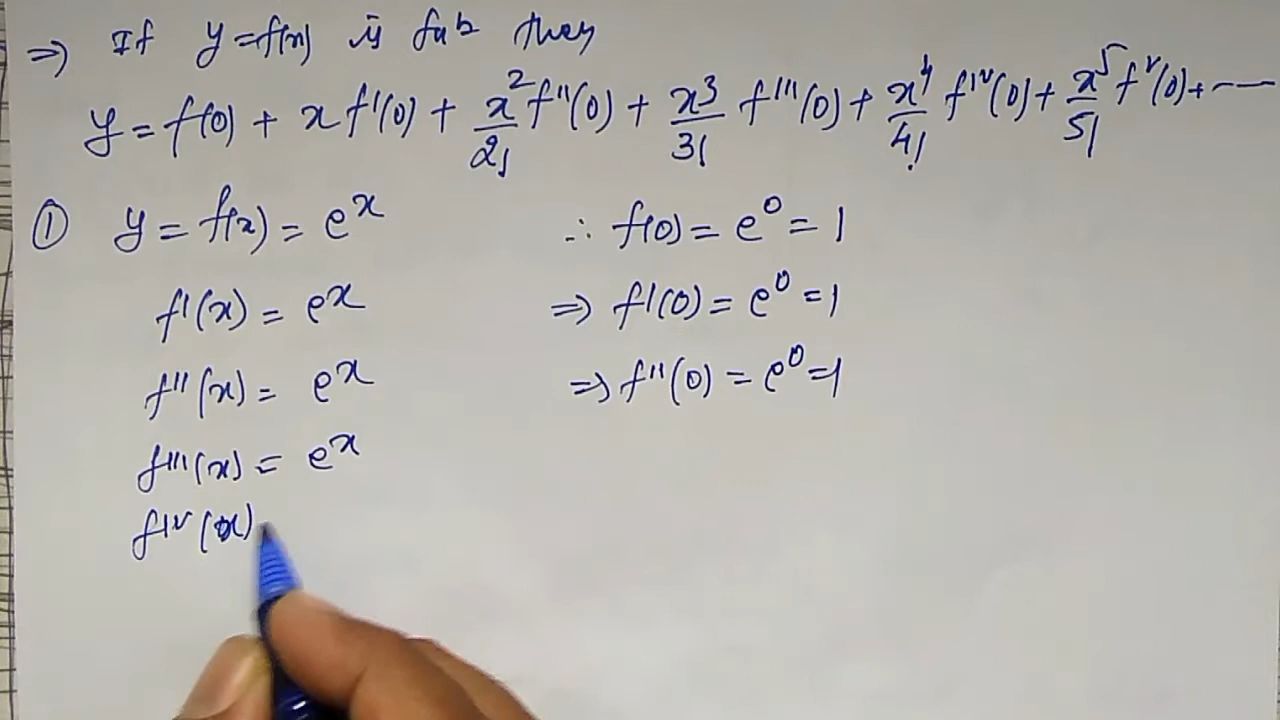 ⇒ If y=f(x) is fn then
y = f(0) + x f'(0) + x²/2! f''(0) + x³/3! f'''(0) + x⁴/4! fⁱᵛ(0) + x⁵/5! fᵛ(0) + ----
① y = f(x) = eˣ ∴ f(0) = e⁰ = 1
f'(x) = eˣ ⇒ f'(0) = e⁰ = 1
f''(x) = eˣ ⇒ f''(0) = e⁰ = 1
f'''(x) = eˣ
fⁱᵛ(x)